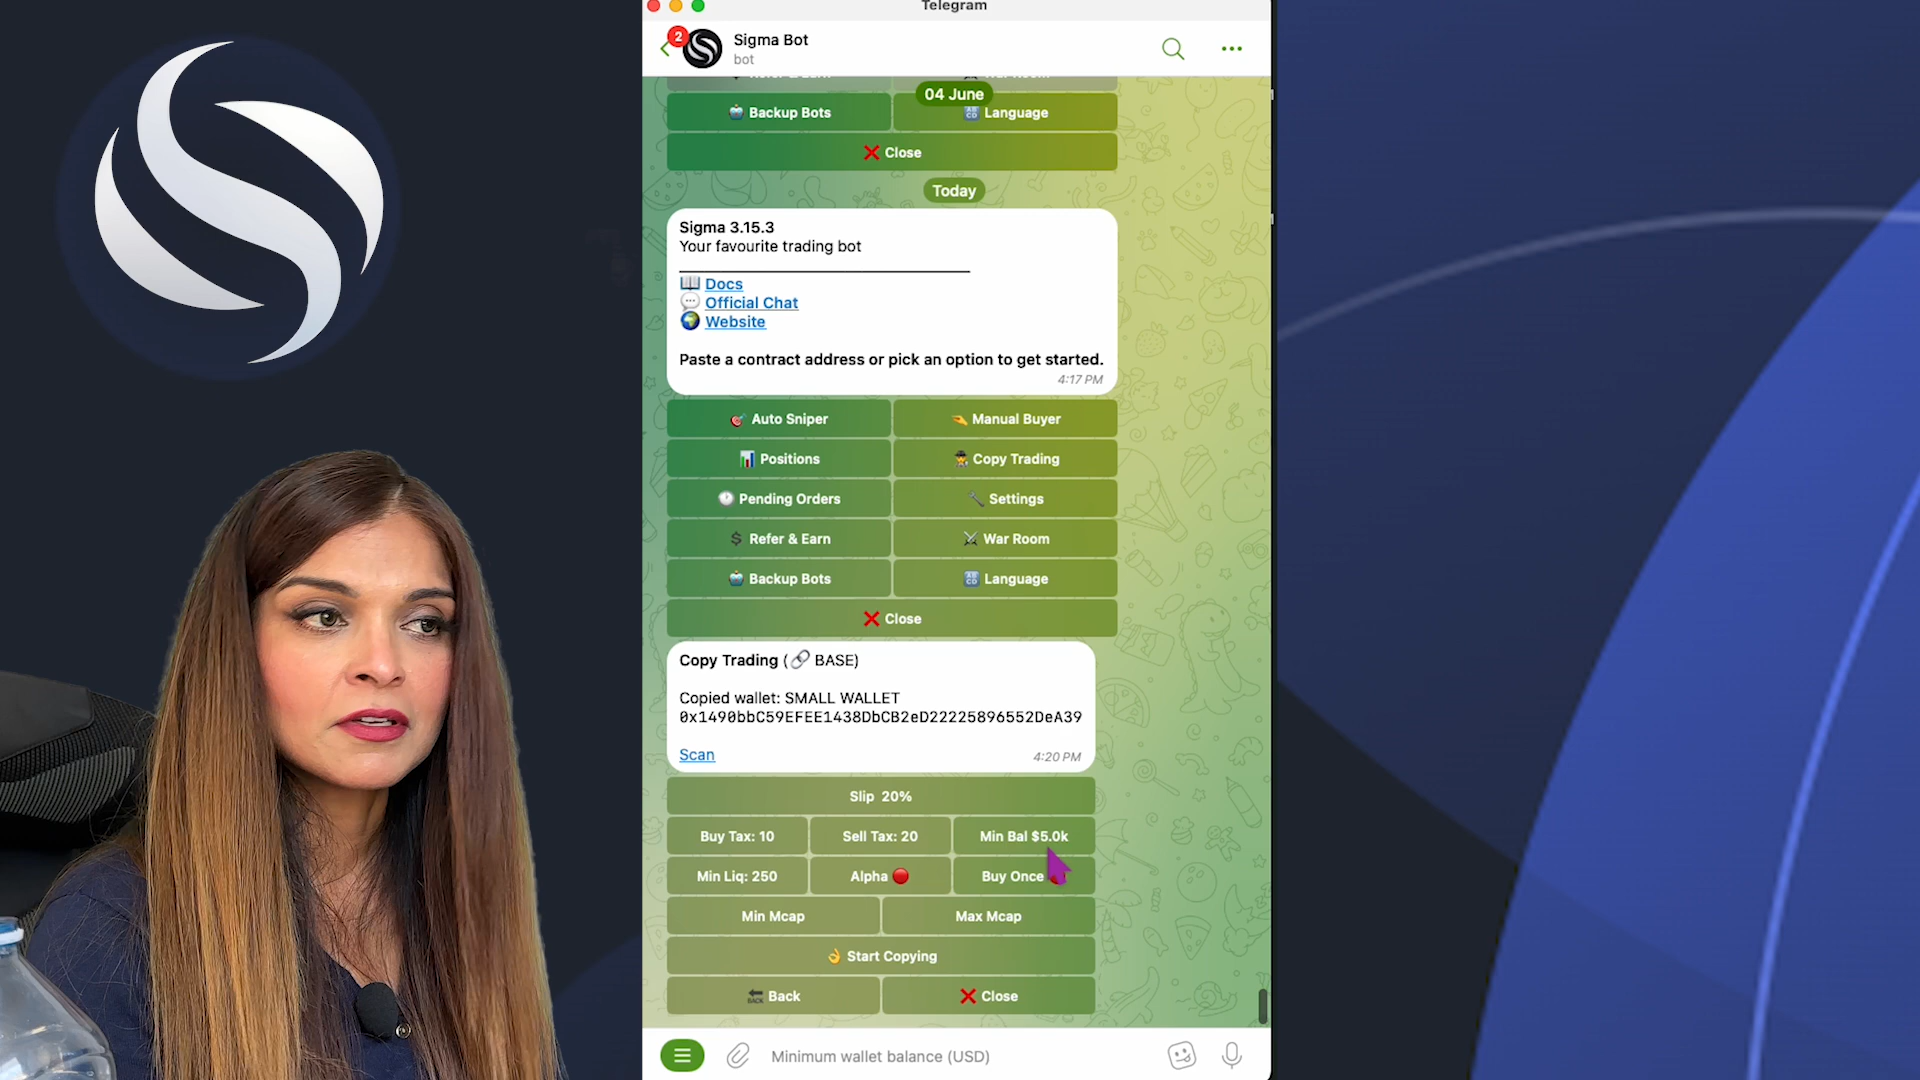 Telegram
2
Sigma Bot
bot
Refer & Earn
War Room
04 June
Backup Bots
Language
Close
Today
Sigma 3.15.3
Your favourite trading bot
Docs
Official Chat
Website
Paste a contract address or pick an option to get started.
4:17 PM
Auto Sniper
Manual Buyer
Positions
Copy Trading
Pending Orders
Settings
$ Refer & Earn
War Room
Backup Bots
Language
Close
Copy Trading (🔗 BASE)
Copied wallet: SMALL WALLET
0x1490bbC59EFEE1438DbCB2eD22225896552DeA39
Scan
4:20 PM
Slip 20%
Buy Tax: 10
Sell Tax: 20
Min Bal $5.0k
Min Liq: 250
Alpha
Buy Once
Min Mcap
Max Mcap
Start Copying
Back
Close
Minimum wallet balance (USD)